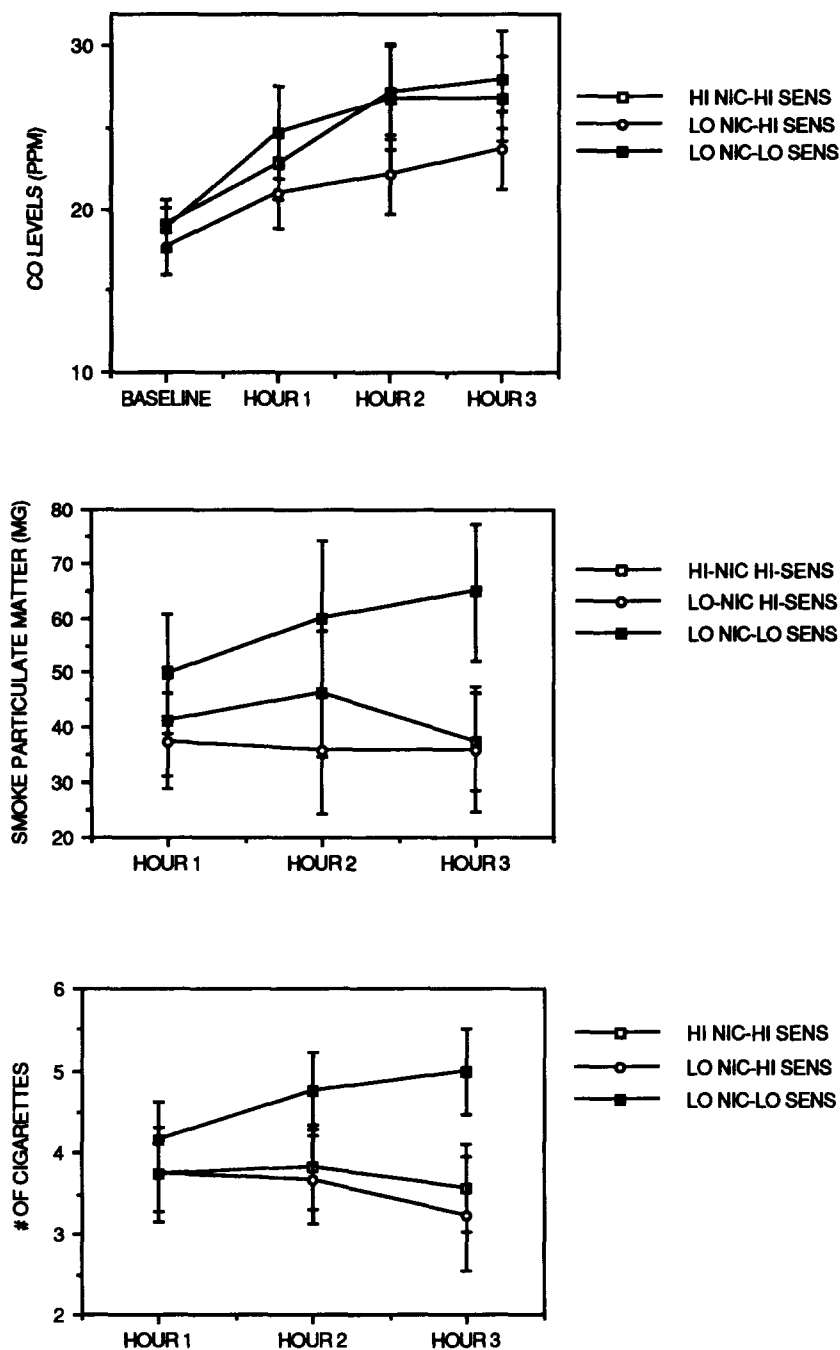 CO LEVELS (PPM)
30
20
10
BASELINE HOUR 1 HOUR 2 HOUR 3
HI NIC-HI SENS
LO NIC-HI SENS
LO NIC-LO SENS
SMOKE PARTICULATE MATTER (MG)
80
70
60
50
40
30
20
HOUR 1 HOUR 2 HOUR 3
HI-NIC HI-SENS
LO-NIC HI-SENS
LO NIC-LO SENS
# OF CIGARETTES
6
5
4
3
2
HOUR 1 HOUR 2 HOUR 3
HI NIC-HI SENS
LO NIC-HI SENS
LO NIC-LO SENS